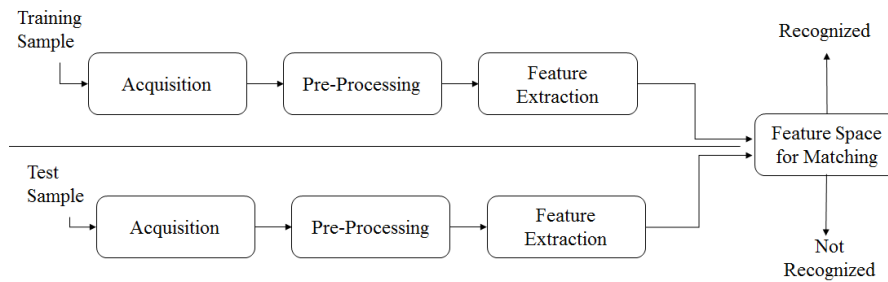 Training
Sample
Acquisition
Pre-Processing
Feature
Extraction
Recognized
Feature Space
for Matching
Test
Sample
Acquisition
Pre-Processing
Feature
Extraction
Not
Recognized